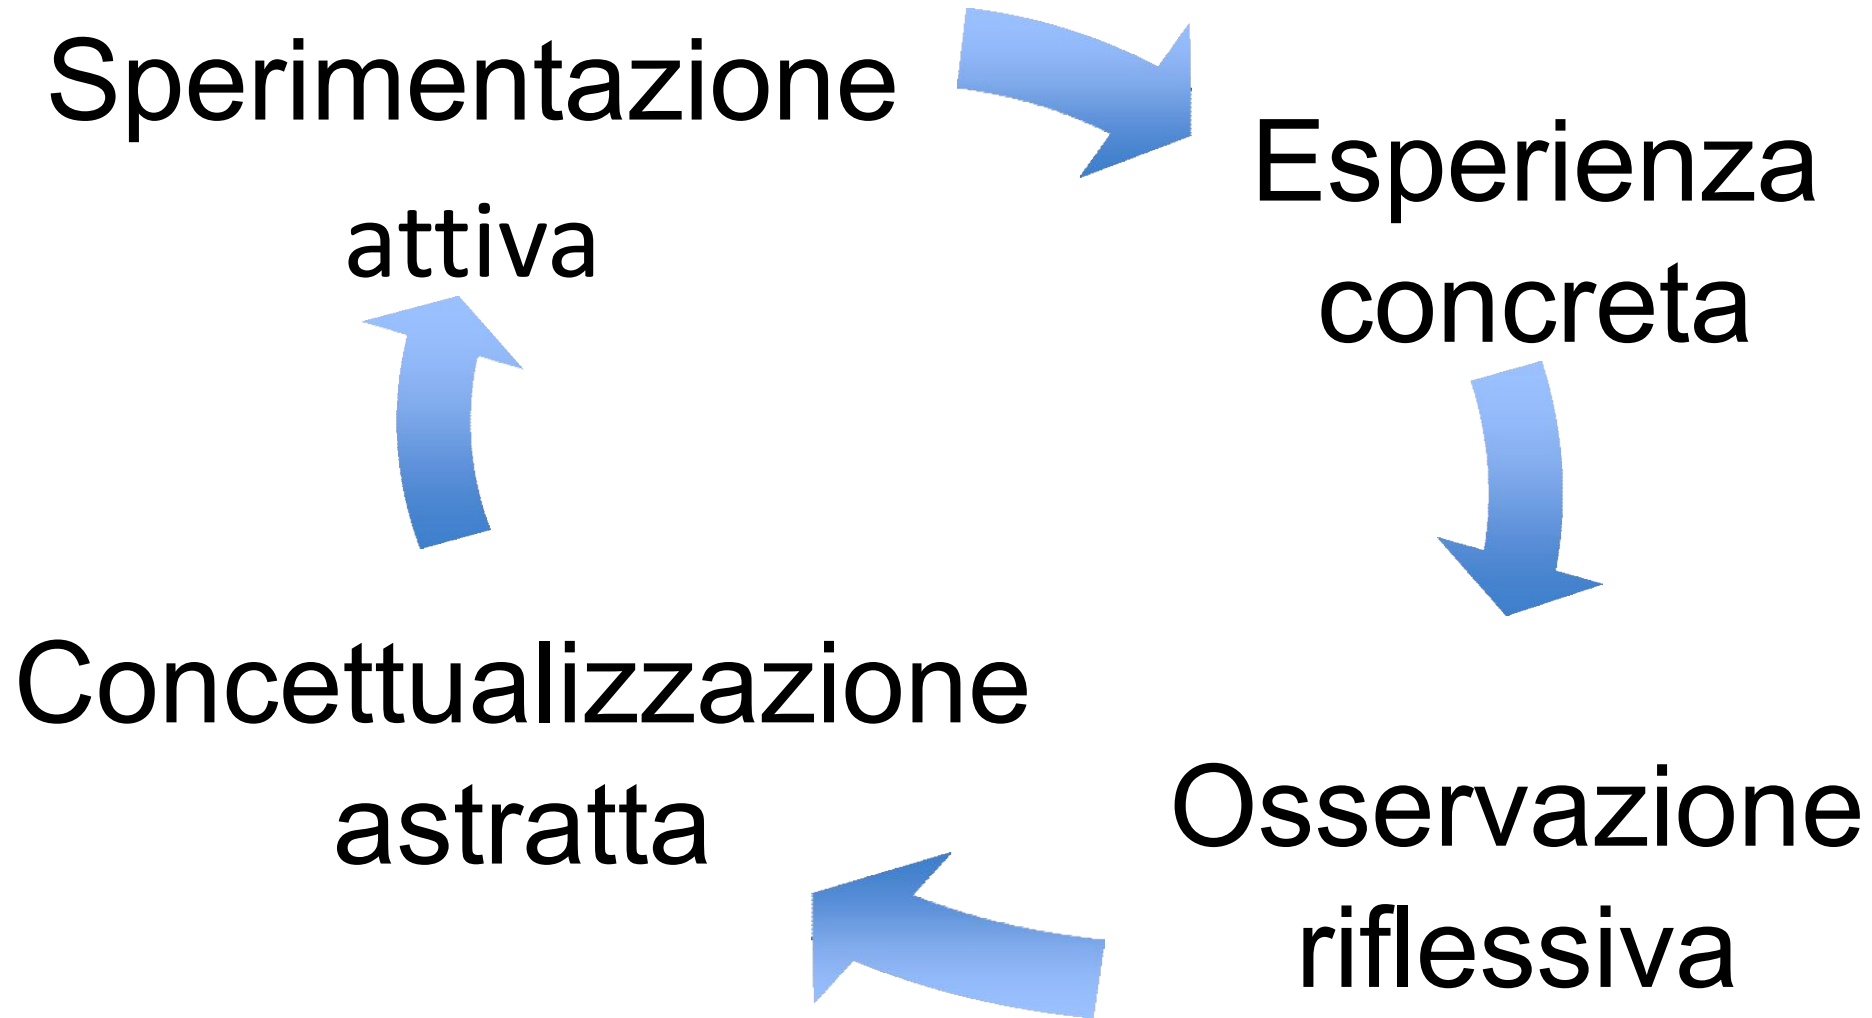 Sperimentazione
attiva
Esperienza
concreta
Concettualizzazione
astratta
Osservazione
riflessiva